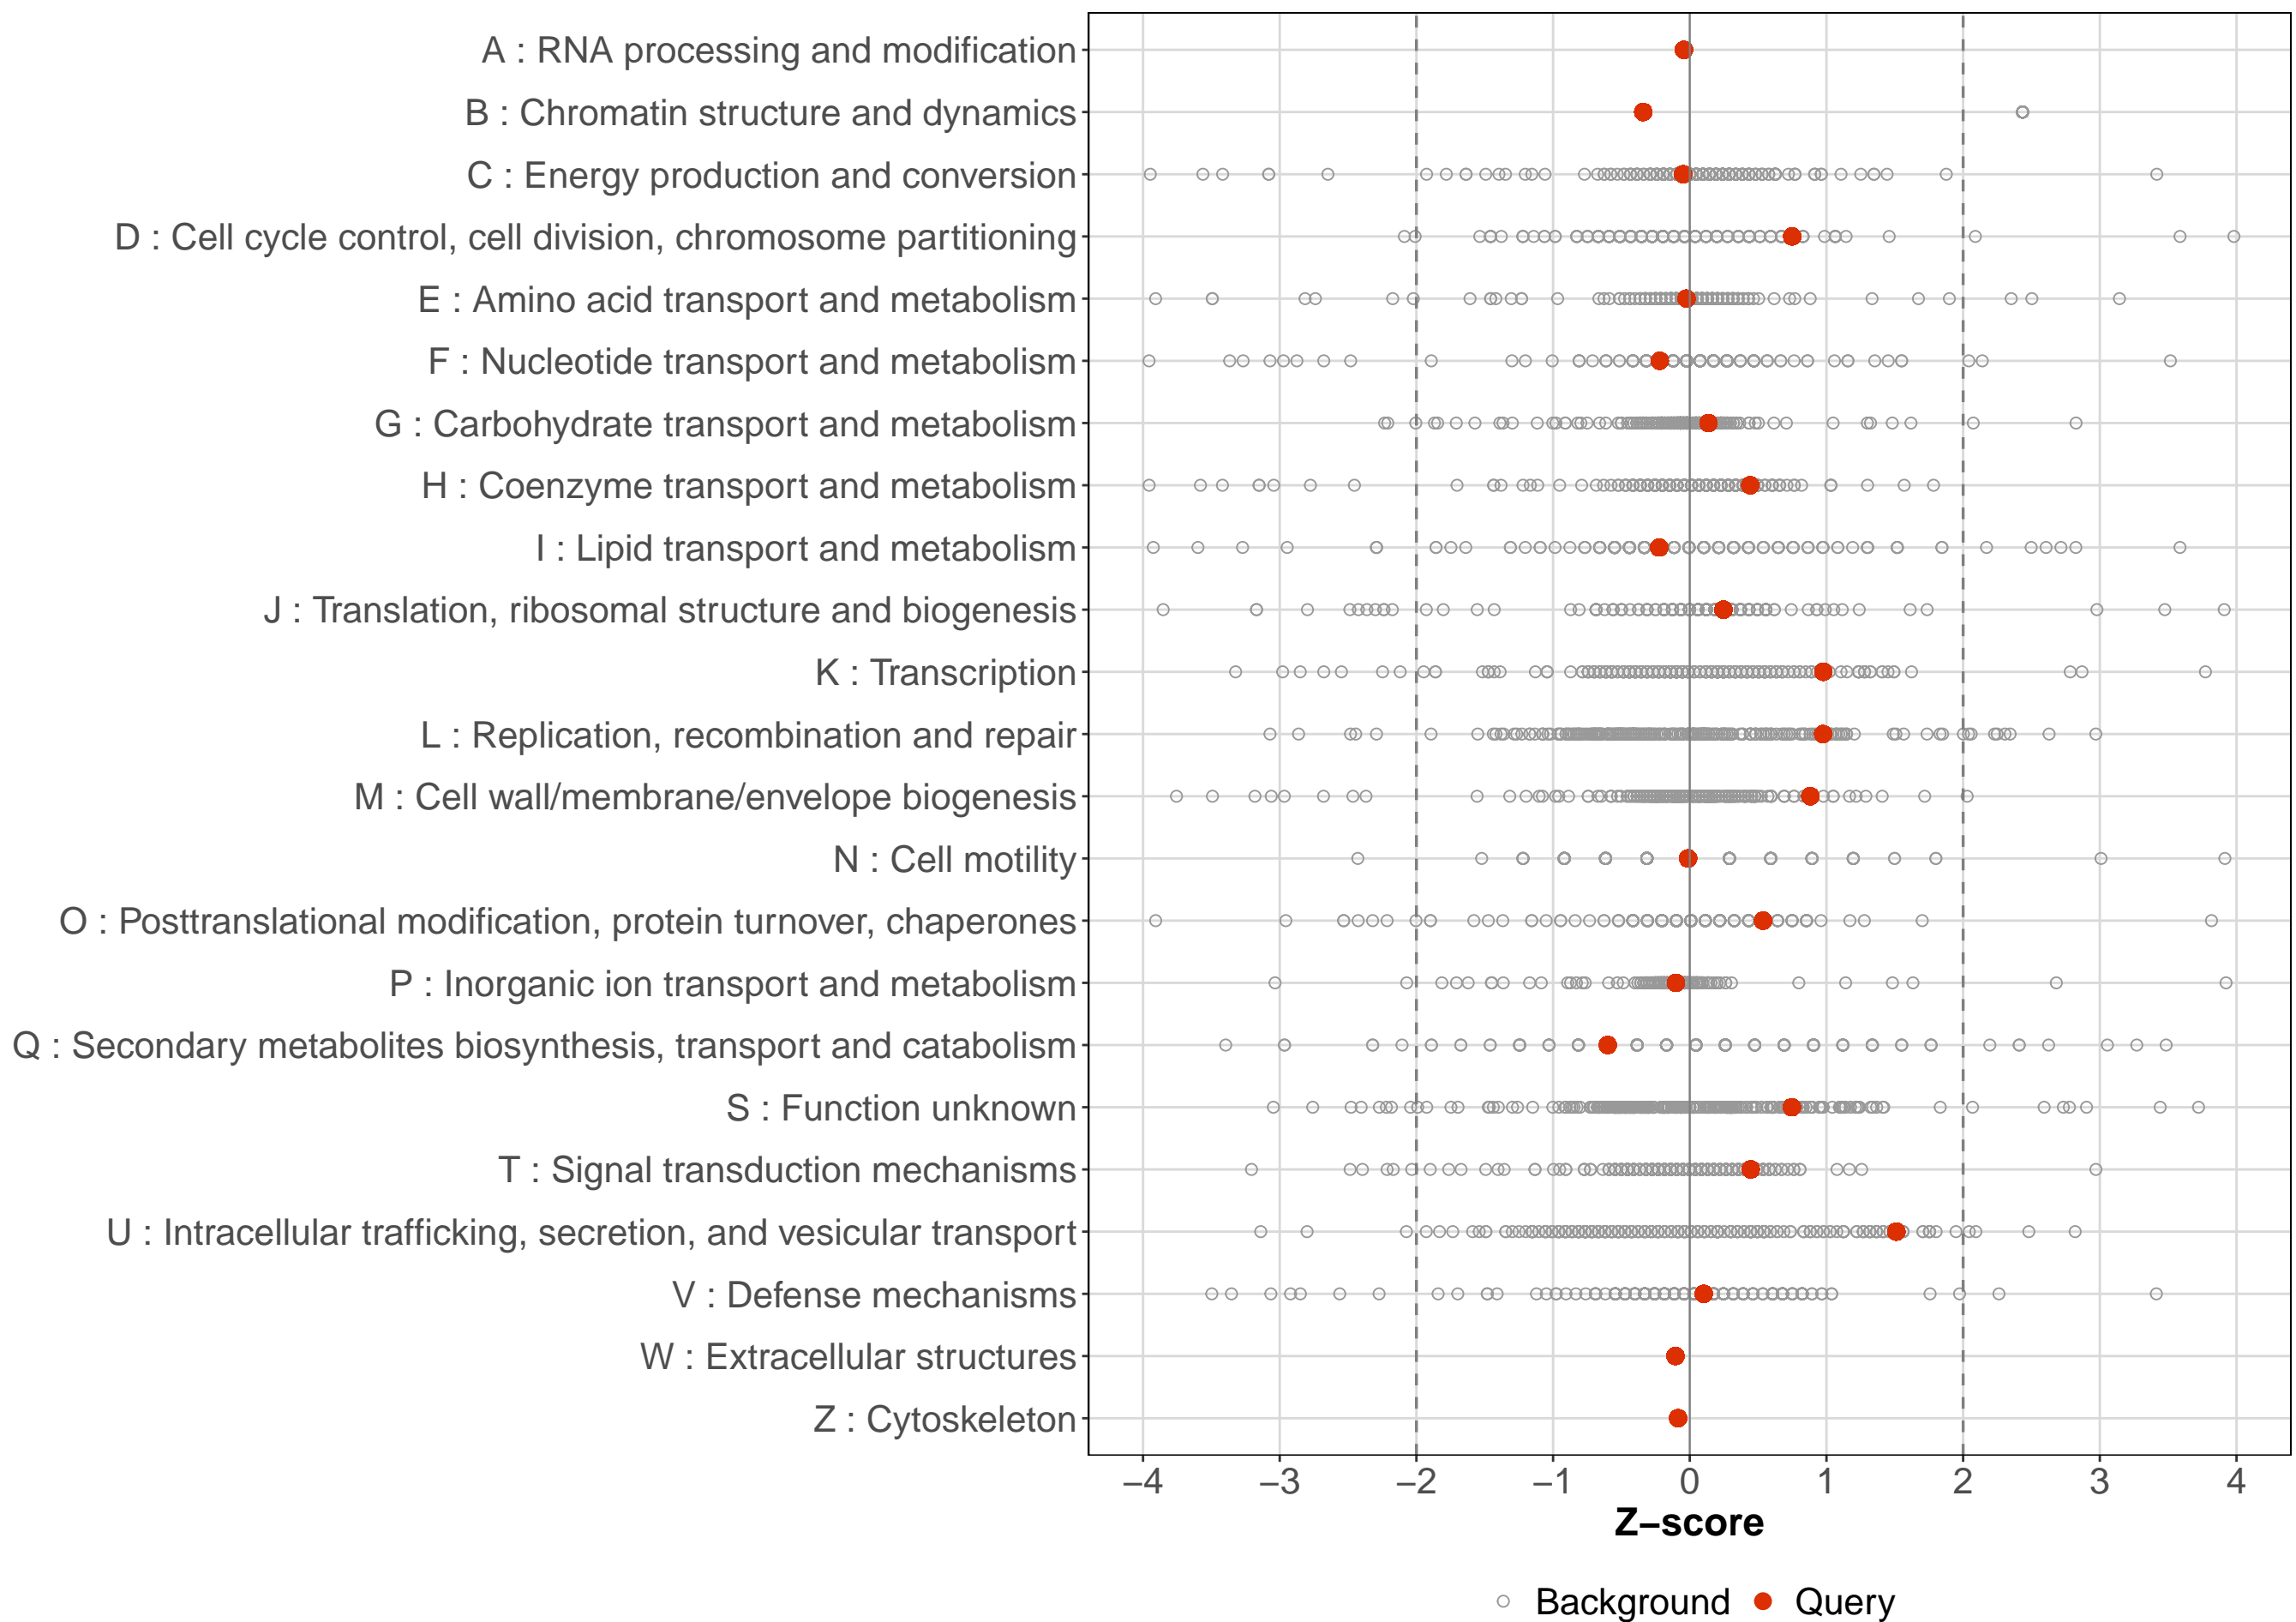 A : RNA processing and modification
B : Chromatin structure and dynamics
C : Energy production and conversion
D : Cell cycle control, cell division, chromosome partitioning
E : Amino acid transport and metabolism
F : Nucleotide transport and metabolism
G : Carbohydrate transport and metabolism
H : Coenzyme transport and metabolism
I : Lipid transport and metabolism
J : Translation, ribosomal structure and biogenesis
K : Transcription
L : Replication, recombination and repair
M : Cell wall/membrane/envelope biogenesis
N : Cell motility
O : Posttranslational modification, protein turnover, chaperones
P : Inorganic ion transport and metabolism
Q : Secondary metabolites biosynthesis, transport and catabolism
S : Function unknown
T : Signal transduction mechanisms
U : Intracellular trafficking, secretion, and vesicular transport
V : Defense mechanisms
W : Extracellular structures
Z : Cytoskeleton
−4 −3 −2 −1 0 1 2 3 4
Z−score
Background Query